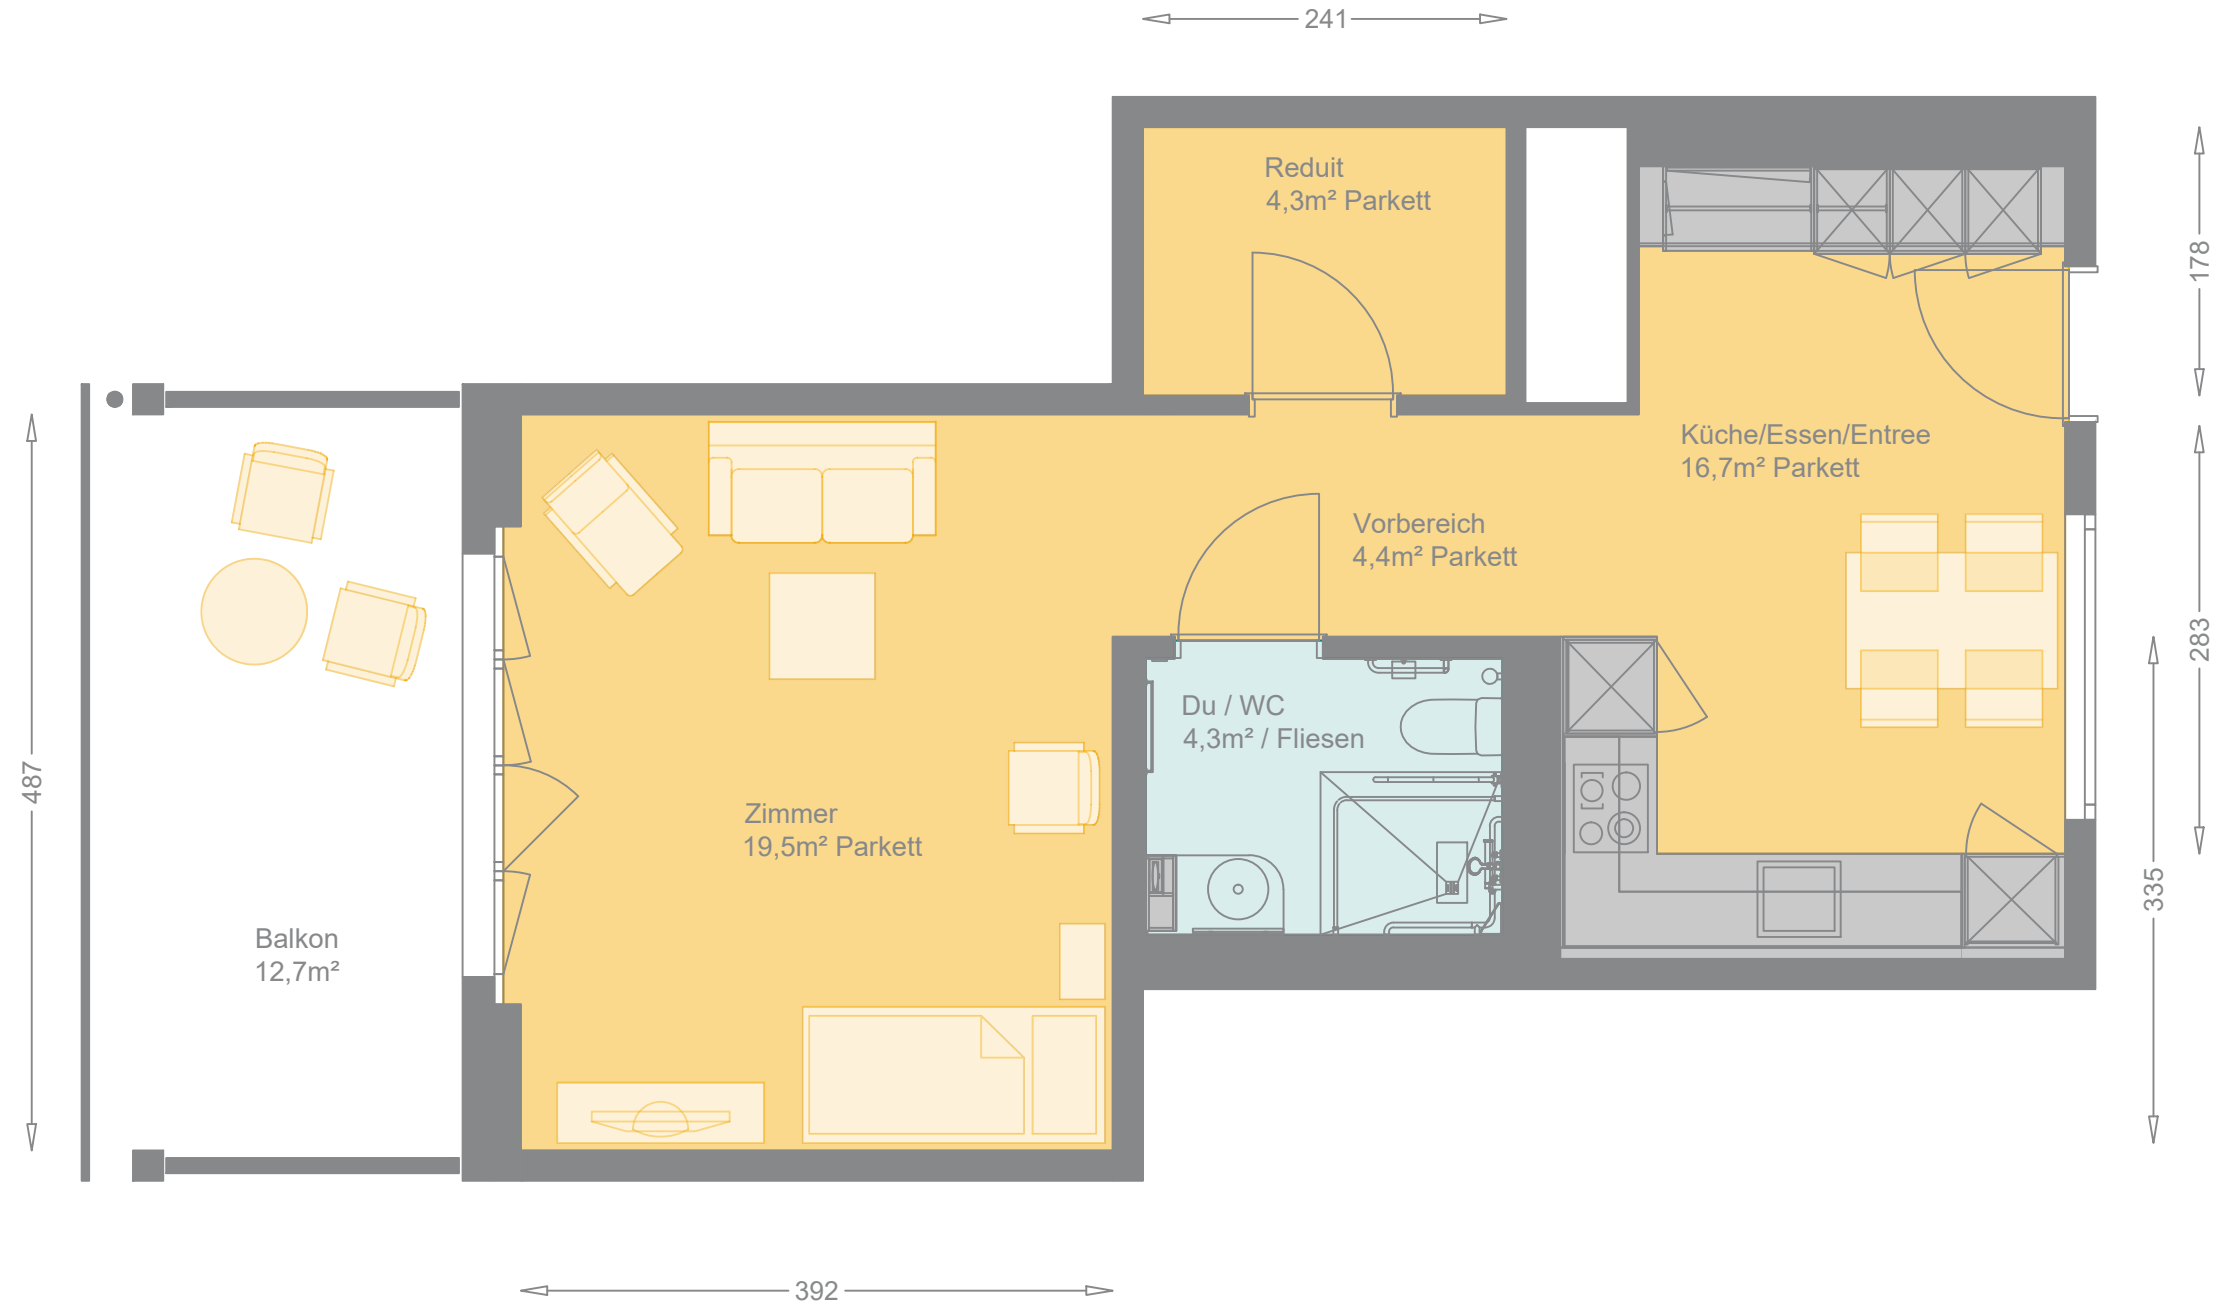 241
Reduit
4,3m² Parkett
178
Küche/Essen/Entree
16,7m² Parkett
Vorbereich
4,4m² Parkett
283
Du / WC
4,3m² / Fliesen
487
Zimmer
19,5m² Parkett
335
Balkon
12,7m²
392